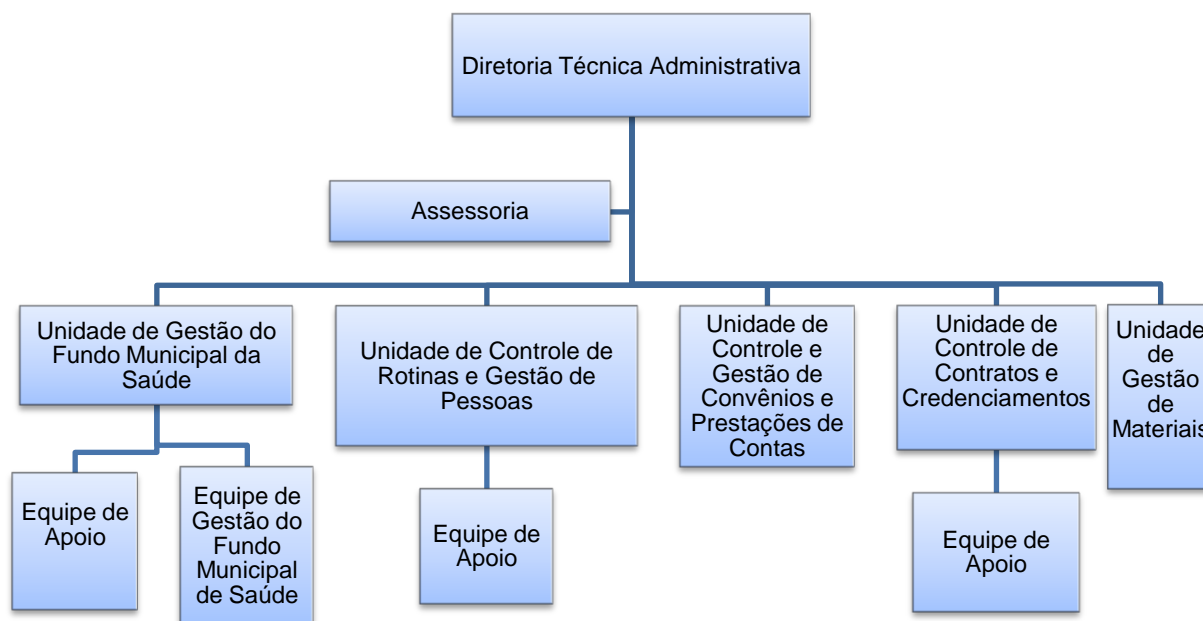 Diretoria Técnica Administrativa
Assessoria
Unidade de Gestão do
Fundo Municipal da
Saúde
Unidade de Controle de
Rotinas e Gestão de
Pessoas
Unidade de
Controle e
Gestão de
Convênios e
Prestações de
Contas
Unidade de
Controle de
Contratos e
Credenciamentos
Unidade
de
Gestão
de
Materiais
Equipe de
Apoio
Equipe de
Gestão do
Fundo
Municipal
de Saúde
Equipe de
Apoio
Equipe de
Apoio